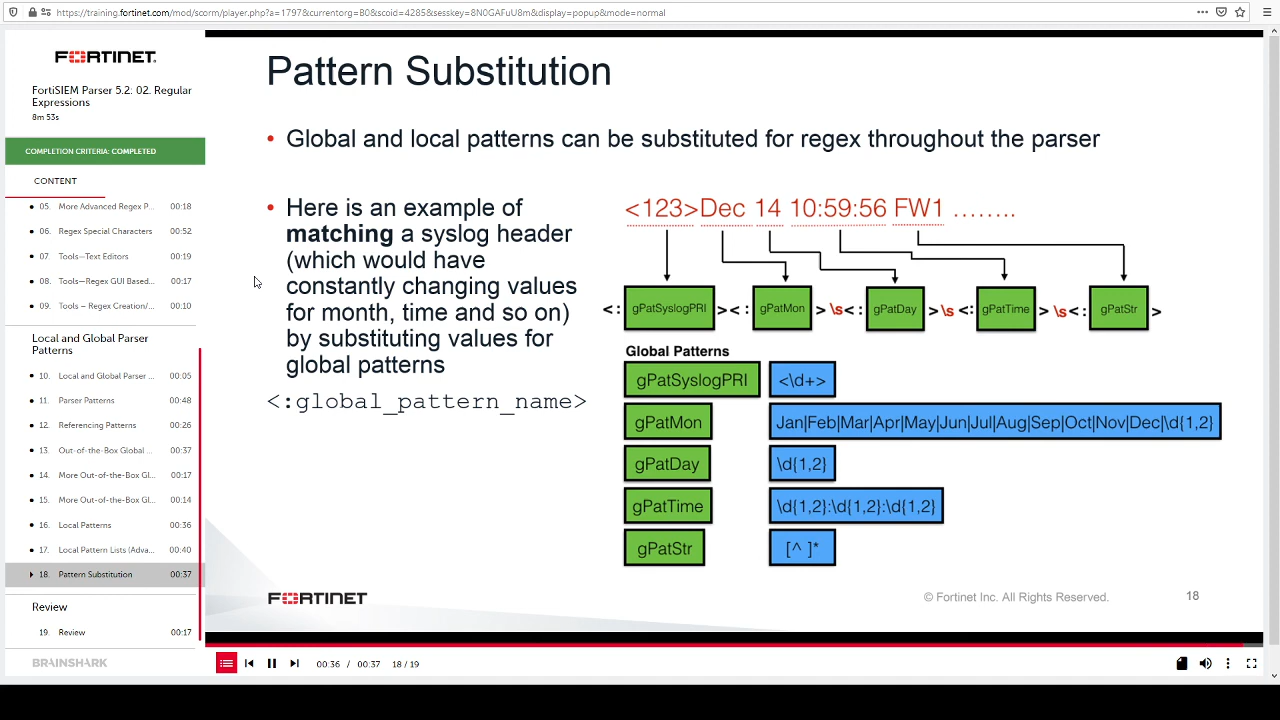 https://training.fortinet.com/mod/scorm/player.php?a=1797&currentorg=B0&scoid=4285&sesskey=8N0GAFuU8m&display=popup&mode=normal
FORTINET
FortiSIEM Parser 5.2: 02. Regular
Expressions
8m 53s
COMPLETION CRITERIA: COMPLETED
CONTENT
05. More Advanced Regex P... 00:18
06. Regex Special Characters 00:52
07. Tools—Text Editors 00:19
08. Tools—Regex GUI Based... 00:17
09. Tools – Regex Creation/... 00:10
Local and Global Parser
Patterns
10. Local and Global Parser ... 00:05
11. Parser Patterns 00:48
12. Referencing Patterns 00:26
13. Out-of-the-Box Global ... 00:37
14. More Out-of-the-Box Gl... 00:14
15. More Out-of-the-Box Gl... 00:14
16. Local Patterns 00:36
17. Local Pattern Lists (Adva... 00:40
18. Pattern Substitution 00:37
Review
19. Review 00:17
BRAINSHARK
Pattern Substitution
• Global and local patterns can be substituted for regex throughout the parser
• Here is an example of
matching a syslog header
(which would have
constantly changing values
for month, time and so on)
by substituting values for
global patterns
<:global_pattern_name>
<123>Dec 14 10:59:56 FW1 ........
<: gPatSyslogPRI ><: gPatMon >\s<: gPatDay >\s<: gPatTime >\s<: gPatStr >
Global Patterns
gPatSyslogPRI <\d+>
gPatMon Jan|Feb|Mar|Apr|May|Jun|Jul|Aug|Sep|Oct|Nov|Dec|\d{1,2}
gPatDay \d{1,2}
gPatTime \d{1,2}:\d{1,2}:\d{1,2}
gPatStr [^ ]*
FORTINET
© Fortinet Inc. All Rights Reserved. 18
00:36 / 00:37 18 / 19